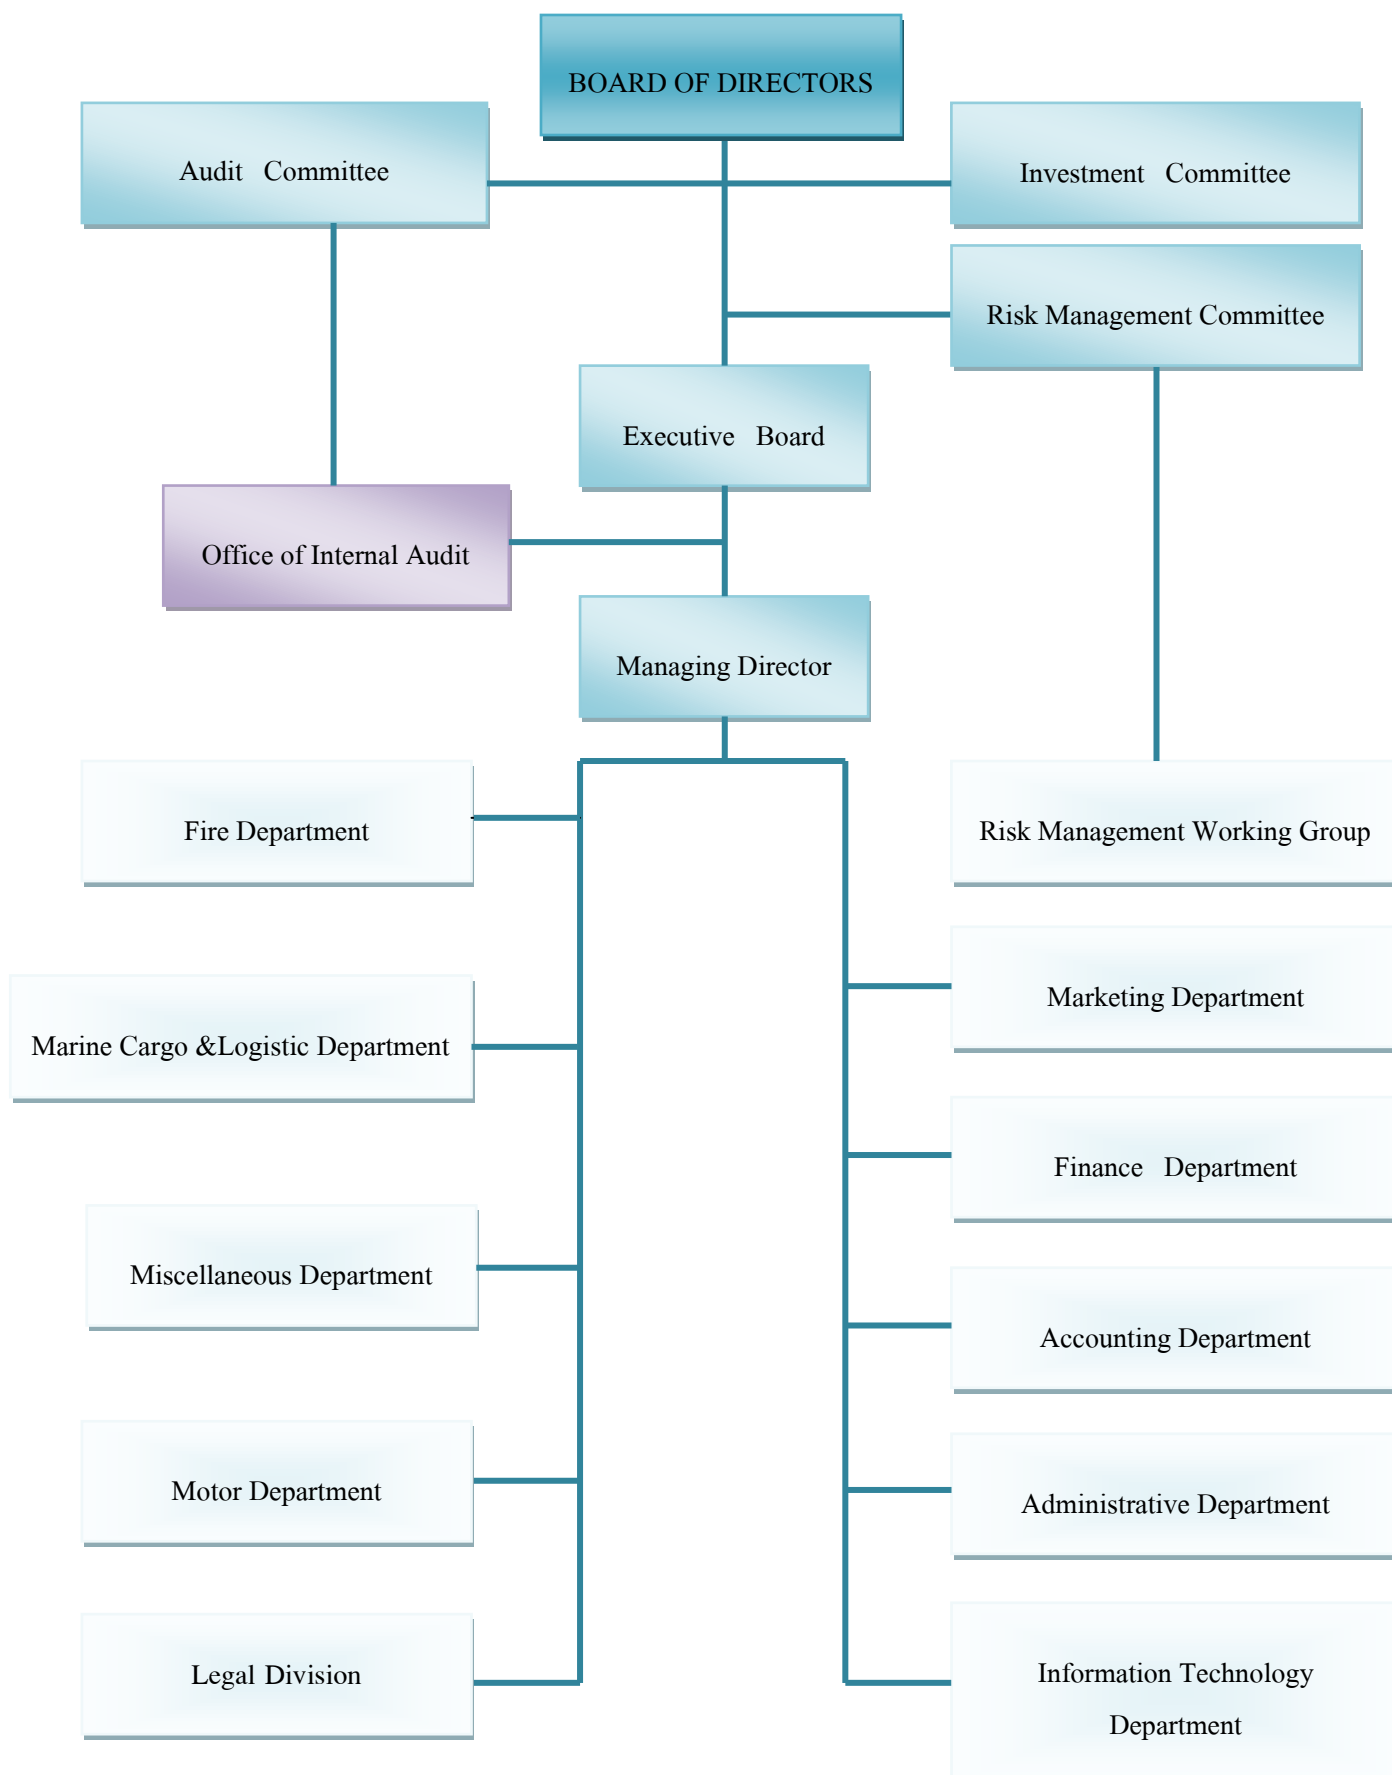 BOARD OF DIRECTORS
Audit Committee
Investment Committee
Risk Management Committee
Executive Board
Office of Internal Audit
Managing Director
Fire Department
Risk Management Working Group
Marketing Department
Marine Cargo &Logistic Department
Finance Department
Miscellaneous Department
Accounting Department
Motor Department
Administrative Department
Legal Division
Information Technology
Department